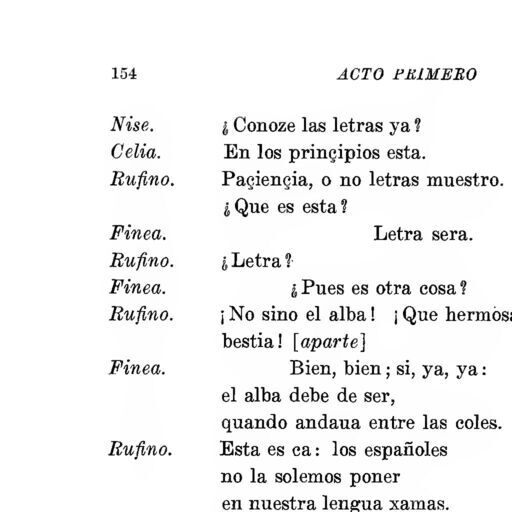 154 ACTO PRIMERO
Nise. ¿Conoze las letras ya?
Celia. En los prinçipios esta.
Rufino. Paçiençia, o no letras muestro.
¿Que es esta?
Finea. Letra sera.
Rufino. ¿Letra?
Finea. ¿Pues es otra cosa?
Rufino. ¡No sino el alba! ¡Que hermosa
bestia! [aparte]
Finea. Bien, bien; si, ya, ya:
el alba debe de ser,
quando andaua entre las coles.
Rufino. Esta es ca: los españoles
no la solemos poner
en nuestra lengua xamas.